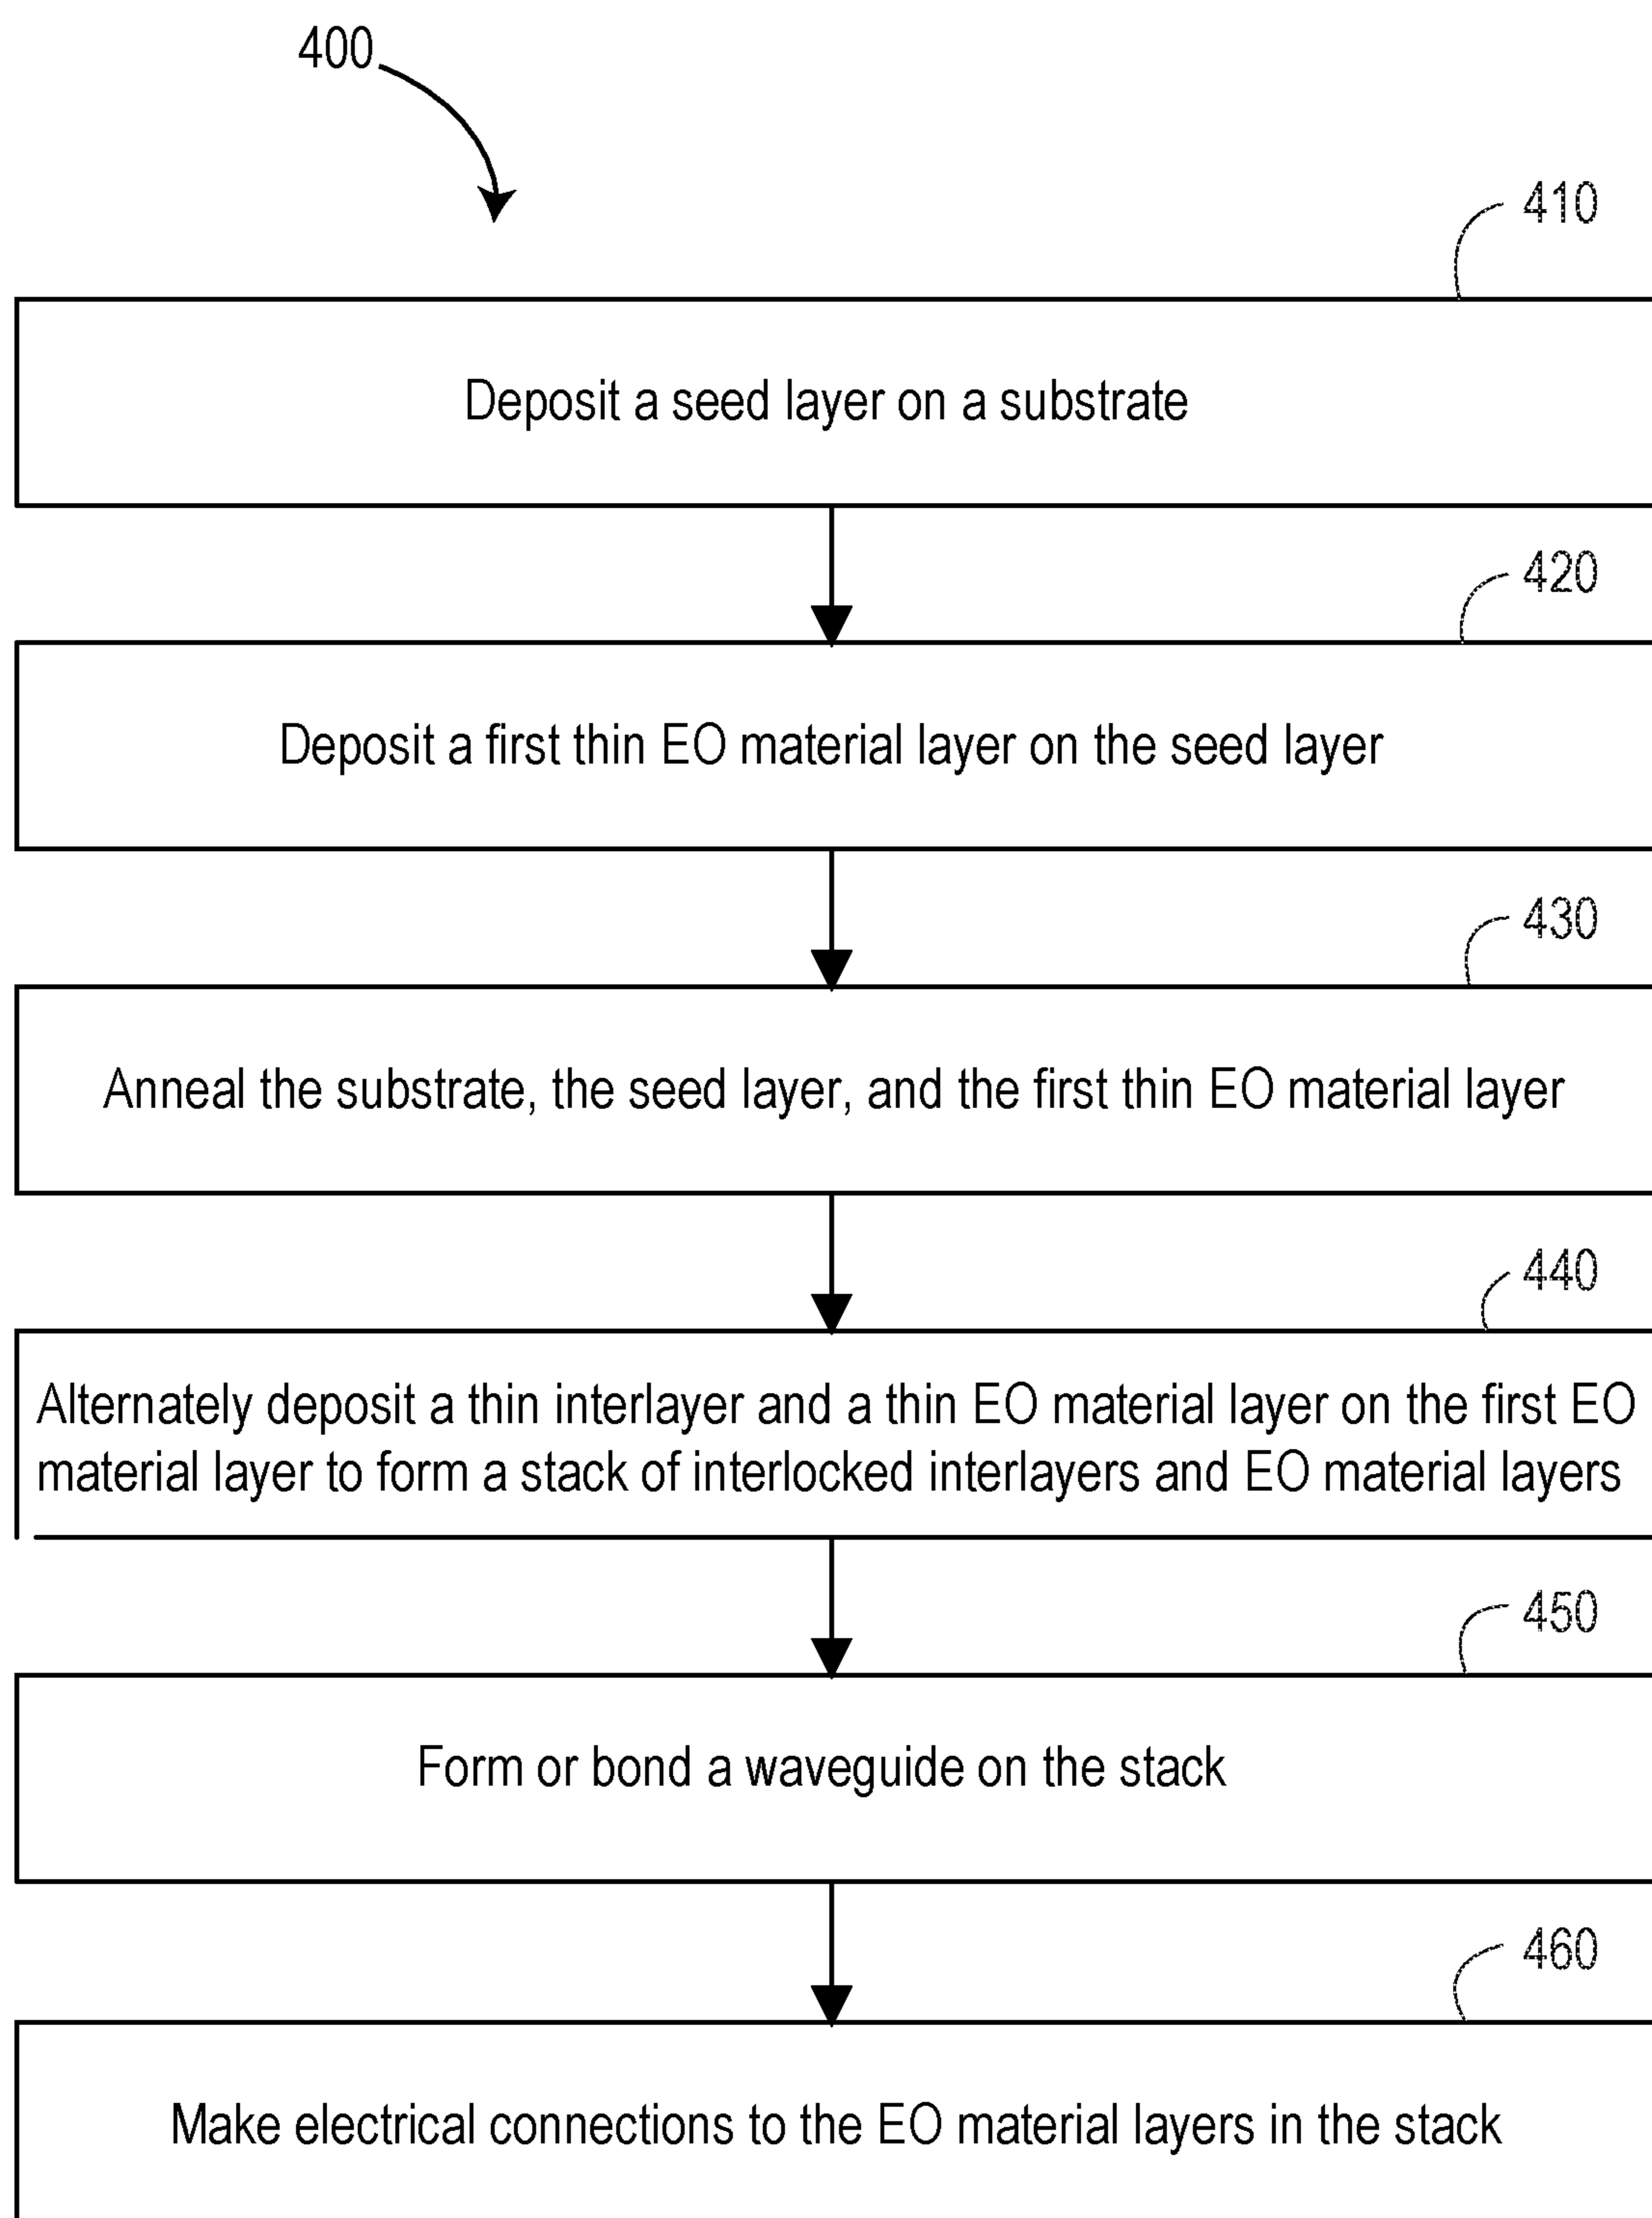 400
410
Deposit a seed layer on a substrate
420
Deposit a first thin EO material layer on the seed layer
430
Anneal the substrate, the seed layer, and the first thin EO material layer
440
Alternately deposit a thin interlayer and a thin EO material layer on the first EO
material layer to form a stack of interlocked interlayers and EO material layers
450
Form or bond a waveguide on the stack
460
Make electrical connections to the EO material layers in the stack